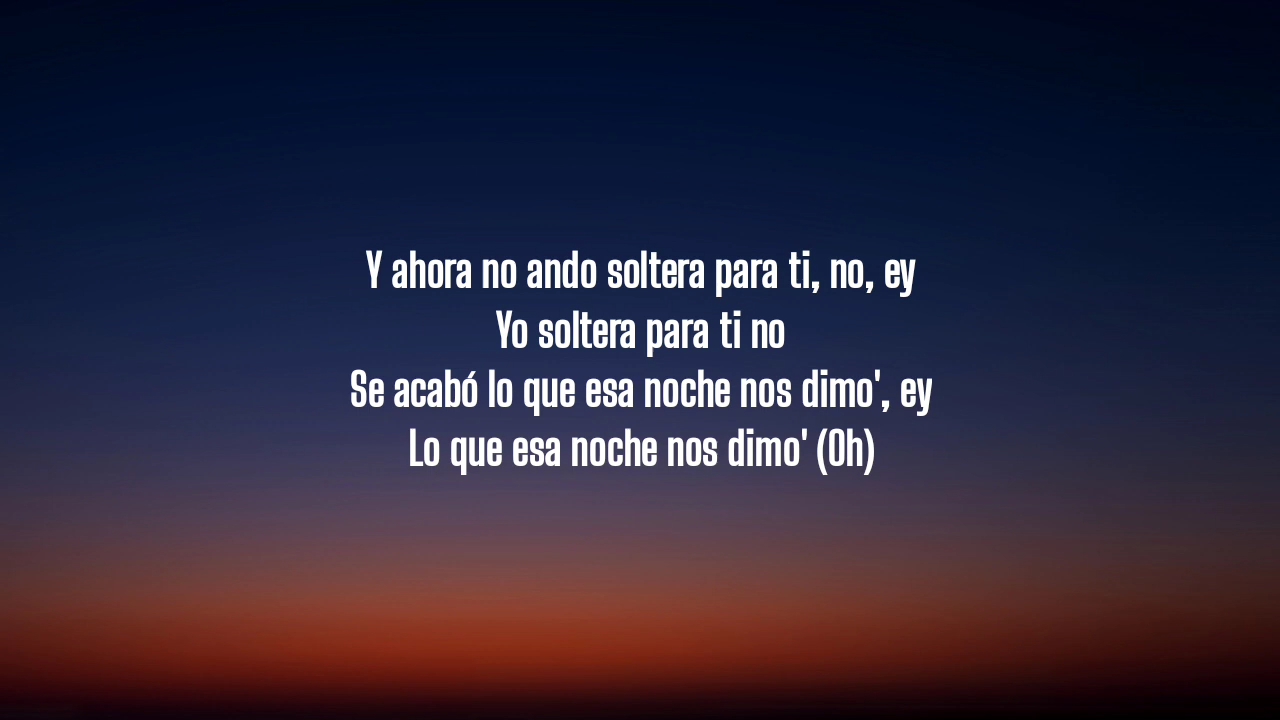 Y ahora no ando soltera para ti, no, ey
Yo soltera para ti no
Se acabó lo que esa noche nos dimo', ey
Lo que esa noche nos dimo' (Oh)